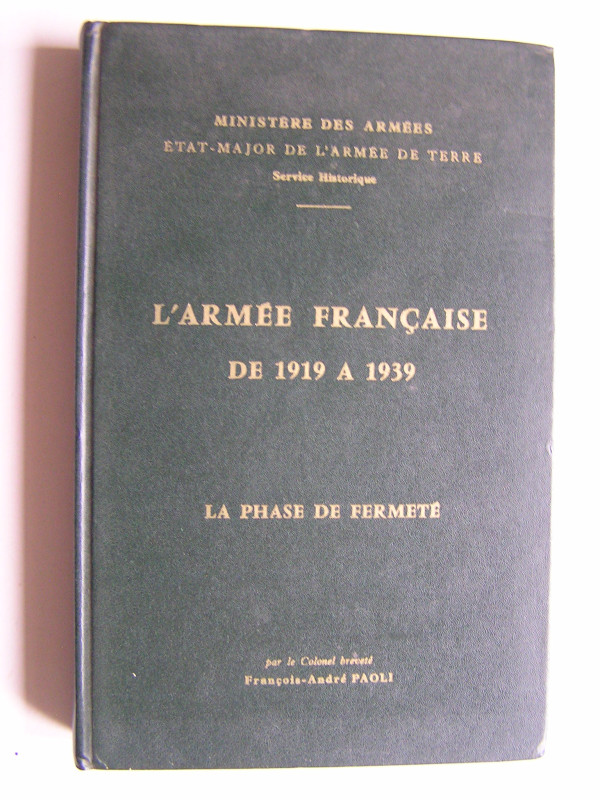 MINISTÈRE DES ARMÉES
ÉTAT-MAJOR DE L'ARMÉE DE TERRE
Service Historique
L'ARMÉE FRANÇAISE
DE 1919 A 1939
LA PHASE DE FERMETÉ
par le Colonel breveté
François-André PAOLI